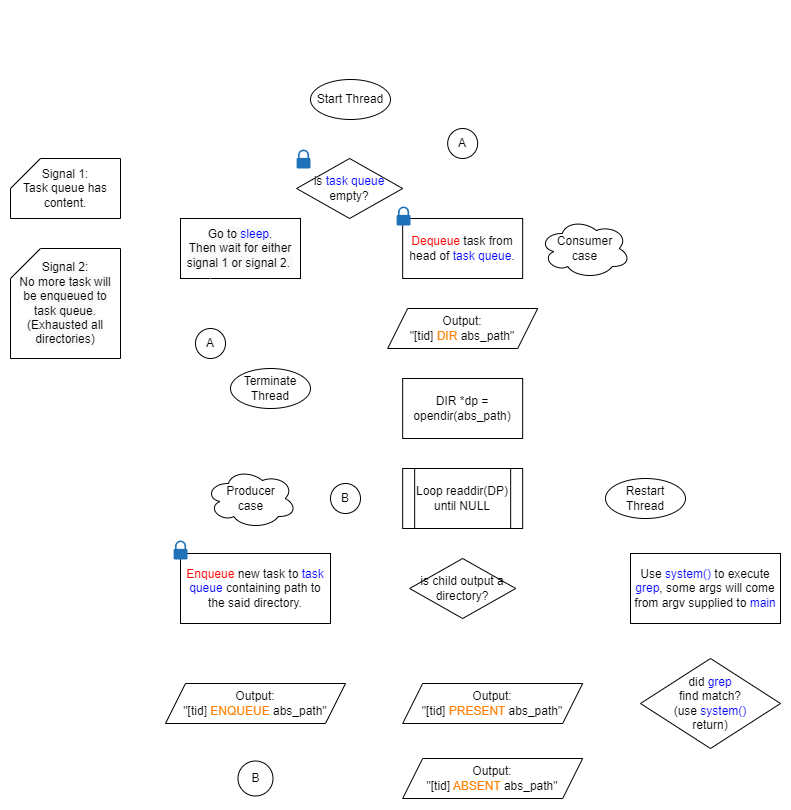 Start Thread
A
is task queue
empty?
Signal 1:
Task queue has
content.
Go to sleep.
Then wait for either
signal 1 or signal 2.
Dequeue task from
head of task queue.
Consumer
case
Signal 2:
No more task will
be enqueued to
task queue.
(Exhausted all
directories)
Output:
"[tid] DIR abs_path"
A
Terminate
Thread
DIR *dp =
opendir(abs_path)
Producer
case
B
Loop readdir(DP)
until NULL
Restart
Thread
Enqueue new task to task
queue containing path to
the said directory.
is child output a
directory?
Use system() to execute
grep, some args will come
from argv supplied to main
Output:
"[tid] ENQUEUE abs_path"
Output:
"[tid] PRESENT abs_path"
did grep
find match?
(use system()
return)
B
Output:
"[tid] ABSENT abs_path"